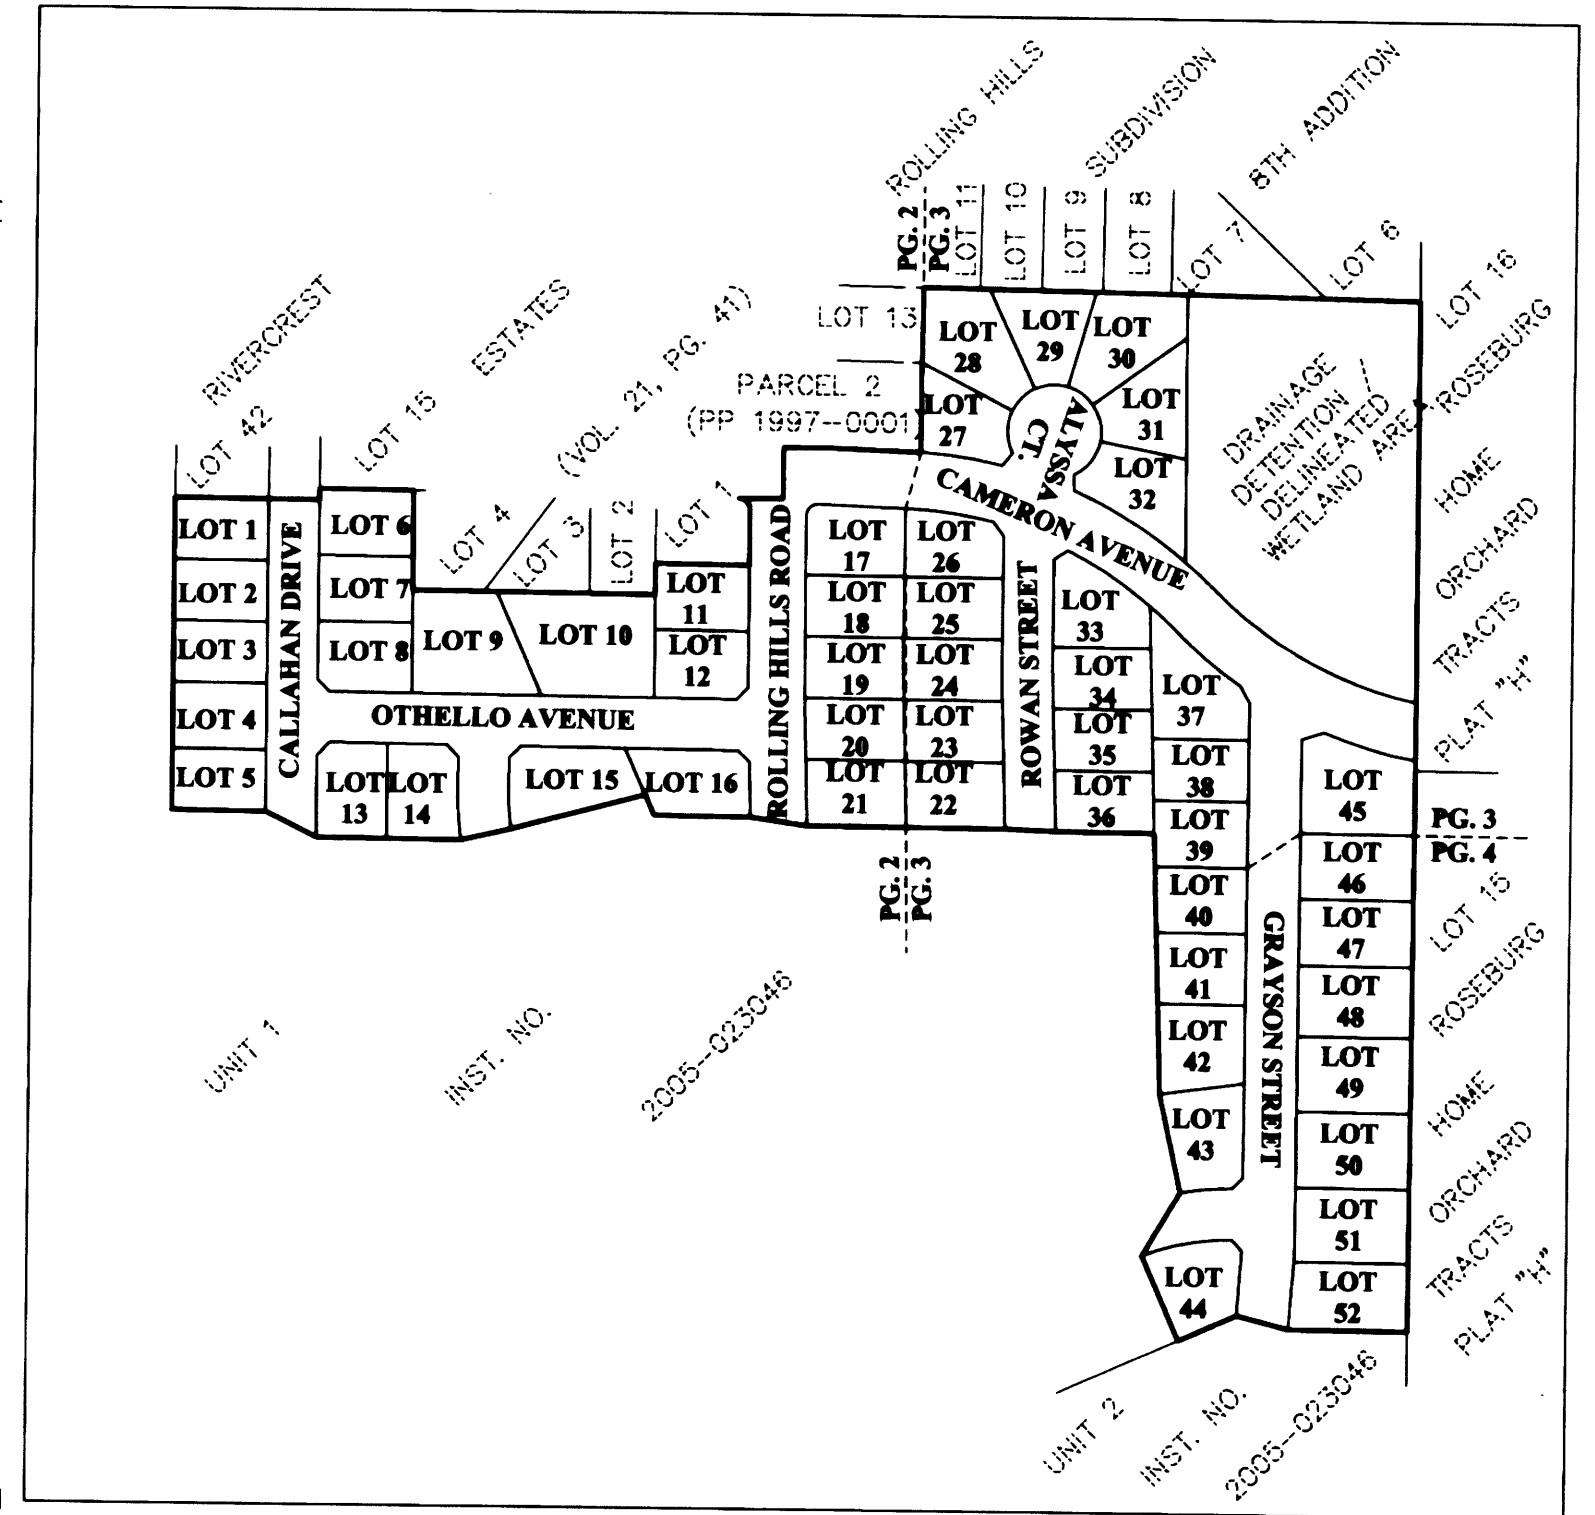 ROLLING HILLS
SUBDIVISION
8TH ADDITION
PG. 2
PG. 3
LOT 11
LOT 10
LOT 9
LOT 8
LOT 7
LOT 6
LOT 16
ROSEBURG
HOME
ORCHARD
TRACTS
PLAT "H"
RIVERCREST
ESTATES
(VOL. 21, PG. 41)
LOT 42
LOT 15
LOT 4
LOT 3
LOT 2
LOT 1
LOT 13
PARCEL 2
(PP 1997--0001)
LOT 28
LOT 29
LOT 30
LOT 27
LOT 31
LOT 32
ALYSSA CT.
DRAINAGE
DETENTION /
DELINEATED
WETLAND AREA
CAMERON AVENUE
LOT 1
LOT 2
LOT 3
LOT 4
LOT 5
CALLAHAN DRIVE
LOT 6
LOT 7
LOT 8
LOT 9
LOT 10
LOT 11
LOT 12
OTHELLO AVENUE
LOT 13
LOT 14
LOT 15
LOT 16
ROLLING HILLS ROAD
LOT 17
LOT 18
LOT 19
LOT 20
LOT 21
LOT 26
LOT 25
LOT 24
LOT 23
LOT 22
ROWAN STREET
LOT 33
LOT 34
LOT 35
LOT 36
LOT 37
LOT 38
LOT 39
LOT 40
LOT 41
LOT 42
LOT 43
LOT 44
GRAYSON STREET
LOT 45
LOT 46
LOT 47
LOT 48
LOT 49
LOT 50
LOT 51
LOT 52
PG. 3
PG. 4
PG. 2
PG. 3
LOT 15
ROSEBURG
HOME
ORCHARD
TRACTS
PLAT "H"
UNIT 1
INST. NO.
2005--023046
UNIT 2
INST. NO.
2005--023046